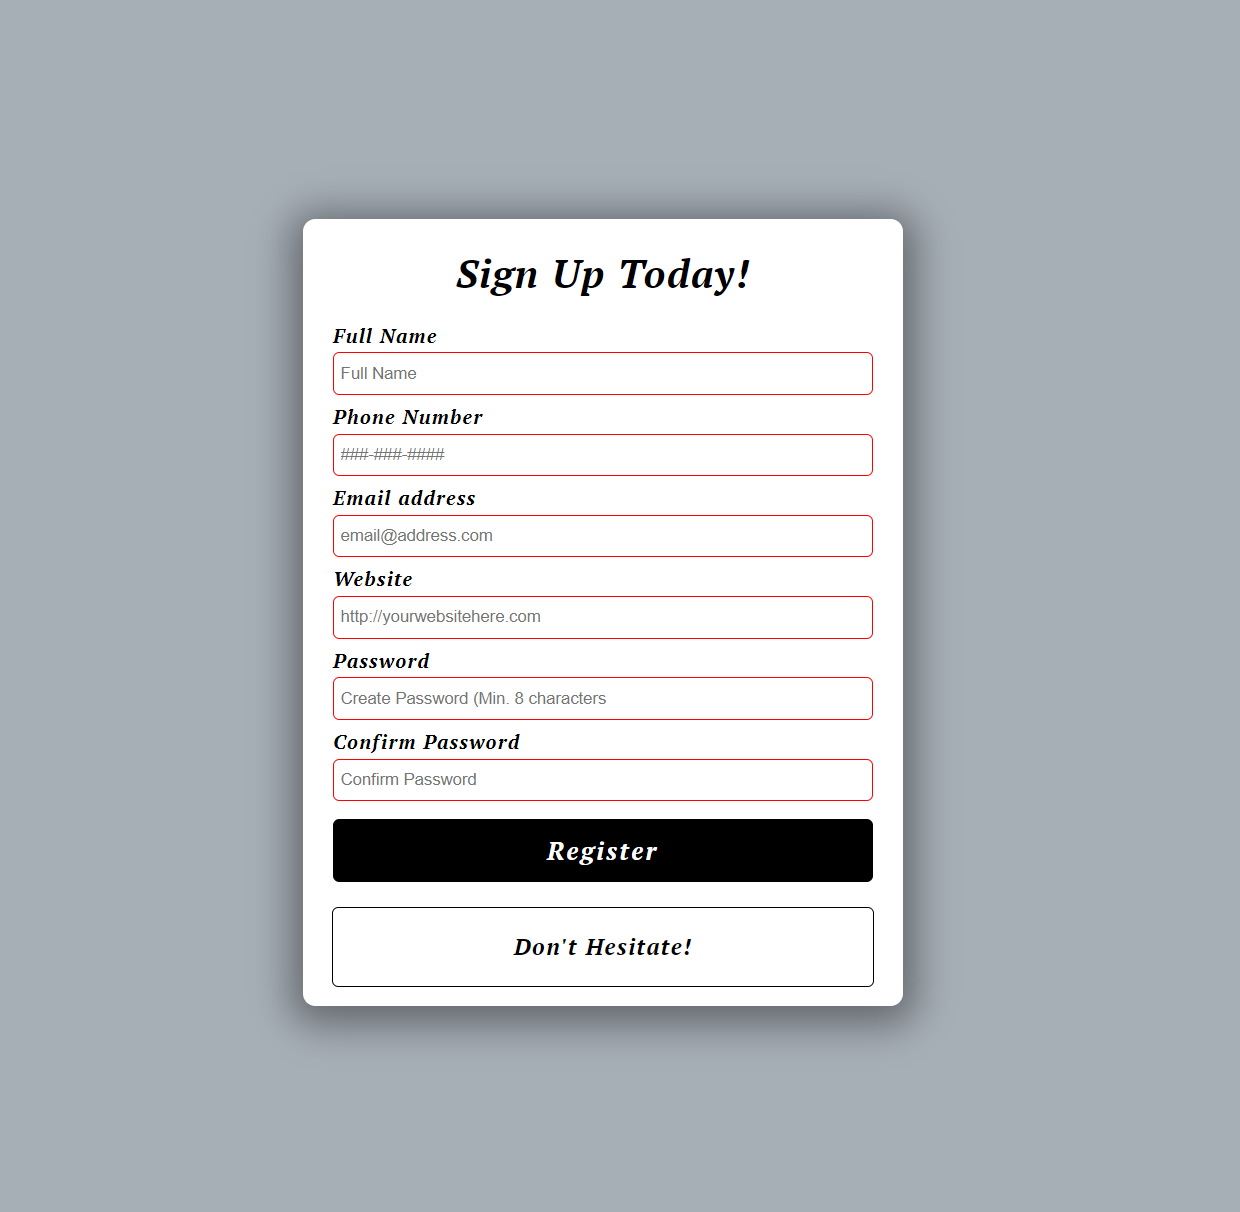 Sign Up Today!
Full Name
Full Name
Phone Number
###-###-####
Email address
email@address.com
Website
http://yourwebsitehere.com
Password
Create Password (Min. 8 characters
Confirm Password
Confirm Password
Register
Don't Hesitate!